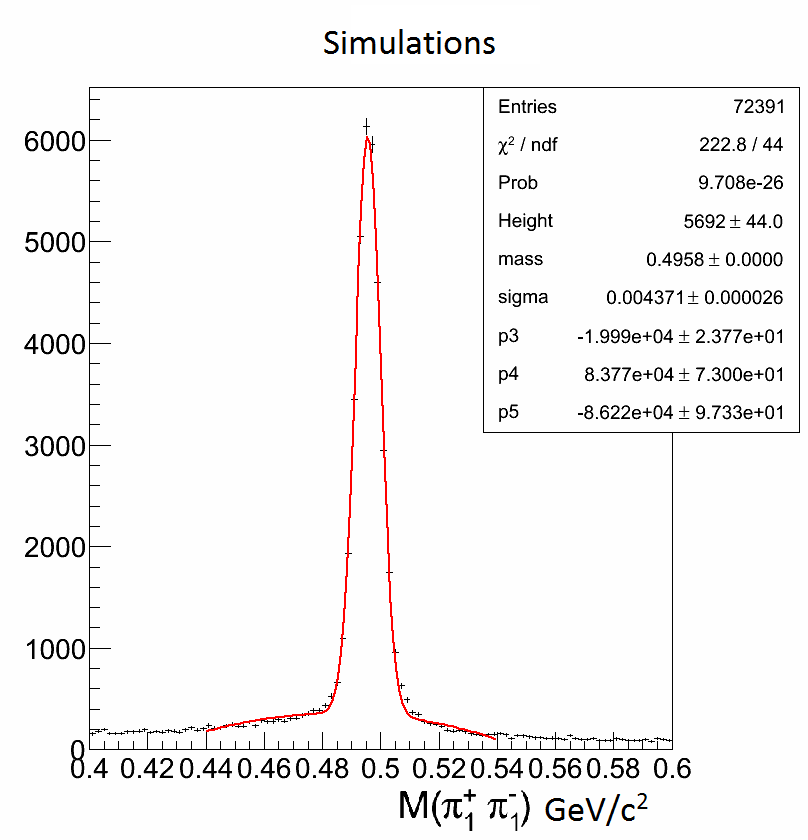 Simulations
Entries 72391
χ² / ndf 222.8 / 44
Prob 9.708e-26
Height 5692 ± 44.0
mass 0.4958 ± 0.0000
sigma 0.004371 ± 0.000026
p3 -1.999e+04 ± 2.377e+01
p4 8.377e+04 ± 7.300e+01
p5 -8.622e+04 ± 9.733e+01
6000
5000
4000
3000
2000
1000
0
0.4 0.42 0.44 0.46 0.48 0.5 0.52 0.54 0.56 0.58 0.6
M(π₁⁺ π₁⁻) GeV/c²